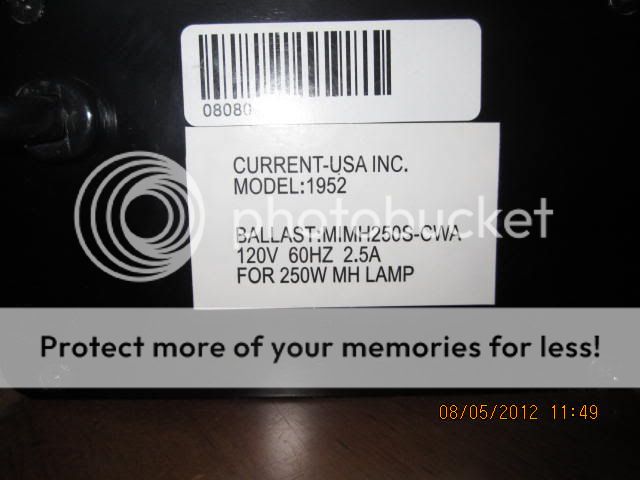 08080
CURRENT-USA INC.
MODEL:1952
BALLAST:MIMH250S-CWA
120V 60HZ 2.5A
FOR 250W MH LAMP
photobucket
Protect more of your memories for less!
08/05/2012 11:49